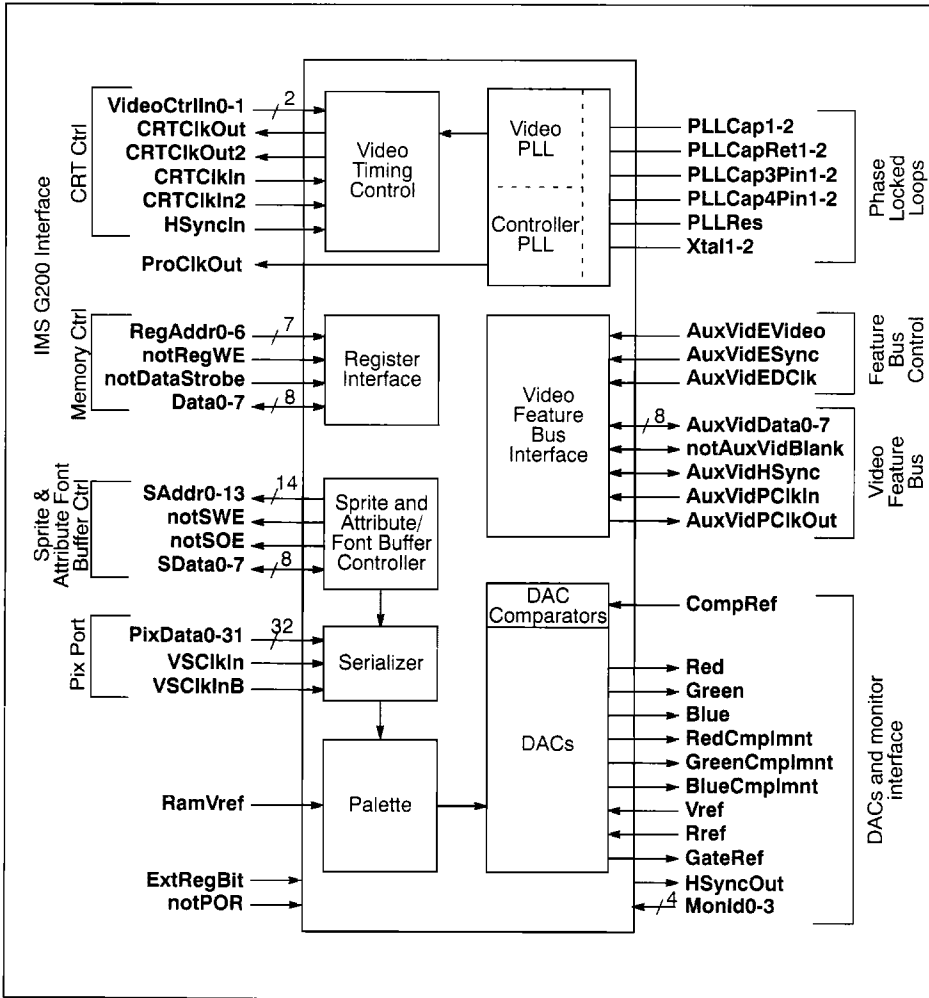 IMS G200 Interface
CRT Ctrl
VideoCtrlIn0-1
2
CRTClkOut
CRTClkOut2
CRTClkIn
CRTClkIn2
HSyncIn
ProClkOut
Video
Timing
Control
Video
PLL
Controller
PLL
PLLCap1-2
PLLCapRet1-2
PLLCap3Pin1-2
PLLCap4Pin1-2
PLLRes
Xtal1-2
Phase
Locked
Loops
Memory Ctrl
RegAddr0-6
7
notRegWE
notDataStrobe
Data0-7
8
Register
Interface
Video
Feature
Bus
Interface
AuxVidEVideo
AuxVidESync
AuxVidEDClk
Feature
Bus
Control
8
AuxVidData0-7
notAuxVidBlank
AuxVidHSync
AuxVidPClkIn
AuxVidPClkOut
Video
Feature
Bus
Sprite &
Attribute Font
Buffer Ctrl
SAddr0-13
14
notSWE
notSOE
SData0-7
8
Sprite and
Attribute/
Font Buffer
Controller
Pix Port
PixData0-31
32
VSClkIn
VSClkInB
Serializer
RamVref
Palette
ExtRegBit
notPOR
DAC
Comparators
DACs
CompRef
Red
Green
Blue
RedCmplmnt
GreenCmplmnt
BlueCmplmnt
Vref
Rref
GateRef
HSyncOut
4
MonId0-3
DACs and monitor
interface